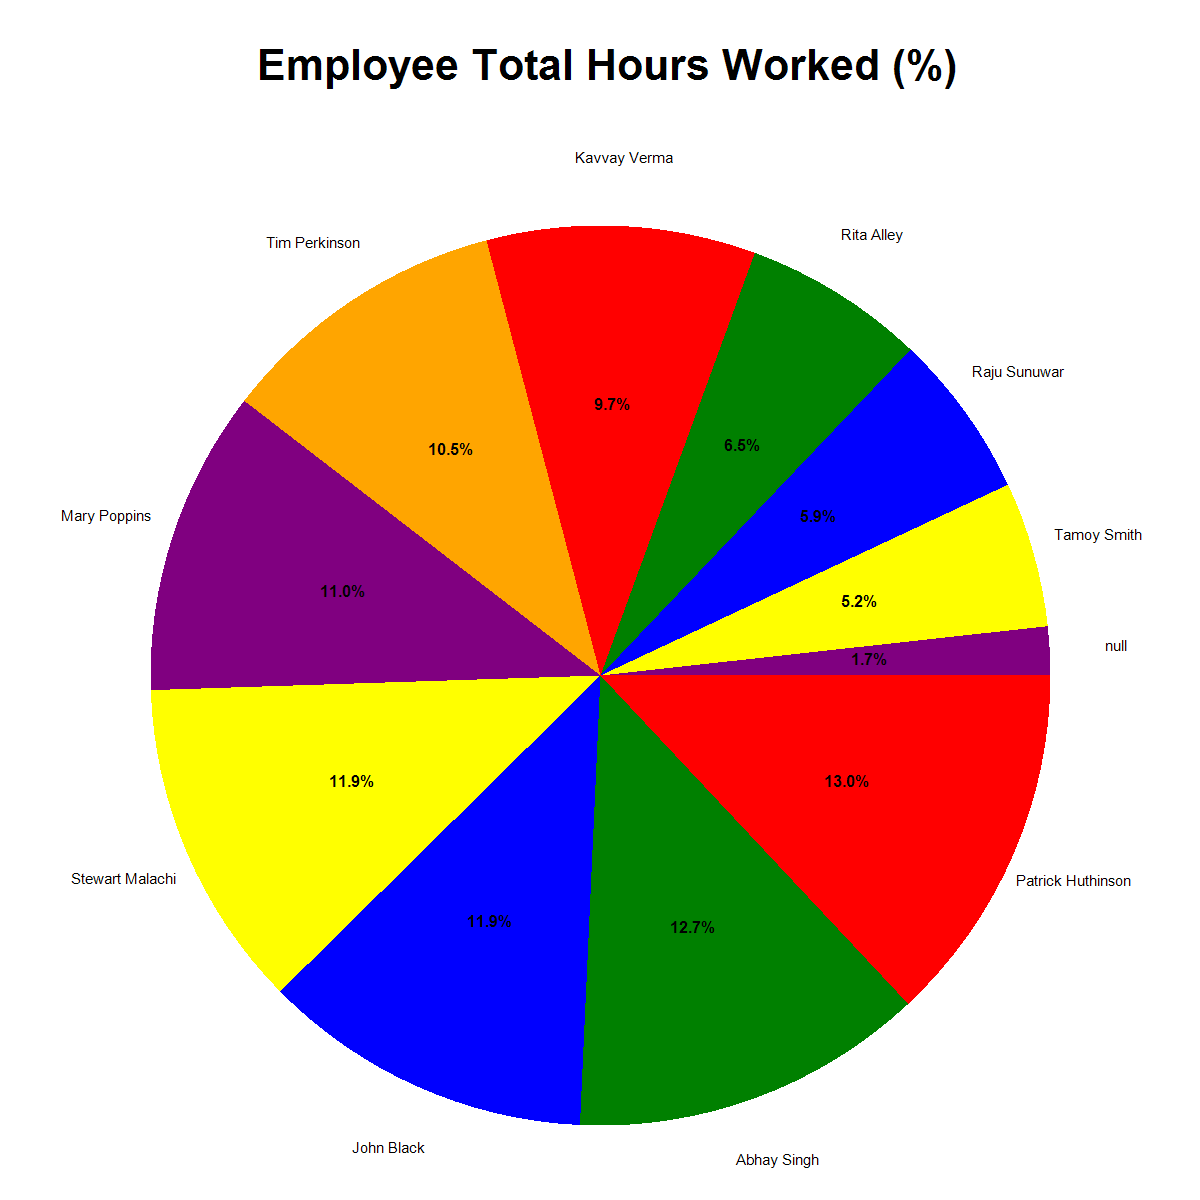 Employee Total Hours Worked (%)
Kavvay Verma
Rita Alley
Tim Perkinson
Raju Sunuwar
9.7%
6.5%
10.5%
Mary Poppins
5.9%
Tamoy Smith
11.0%
5.2%
null
1.7%
11.9%
13.0%
Stewart Malachi
Patrick Huthinson
11.9%
12.7%
John Black
Abhay Singh